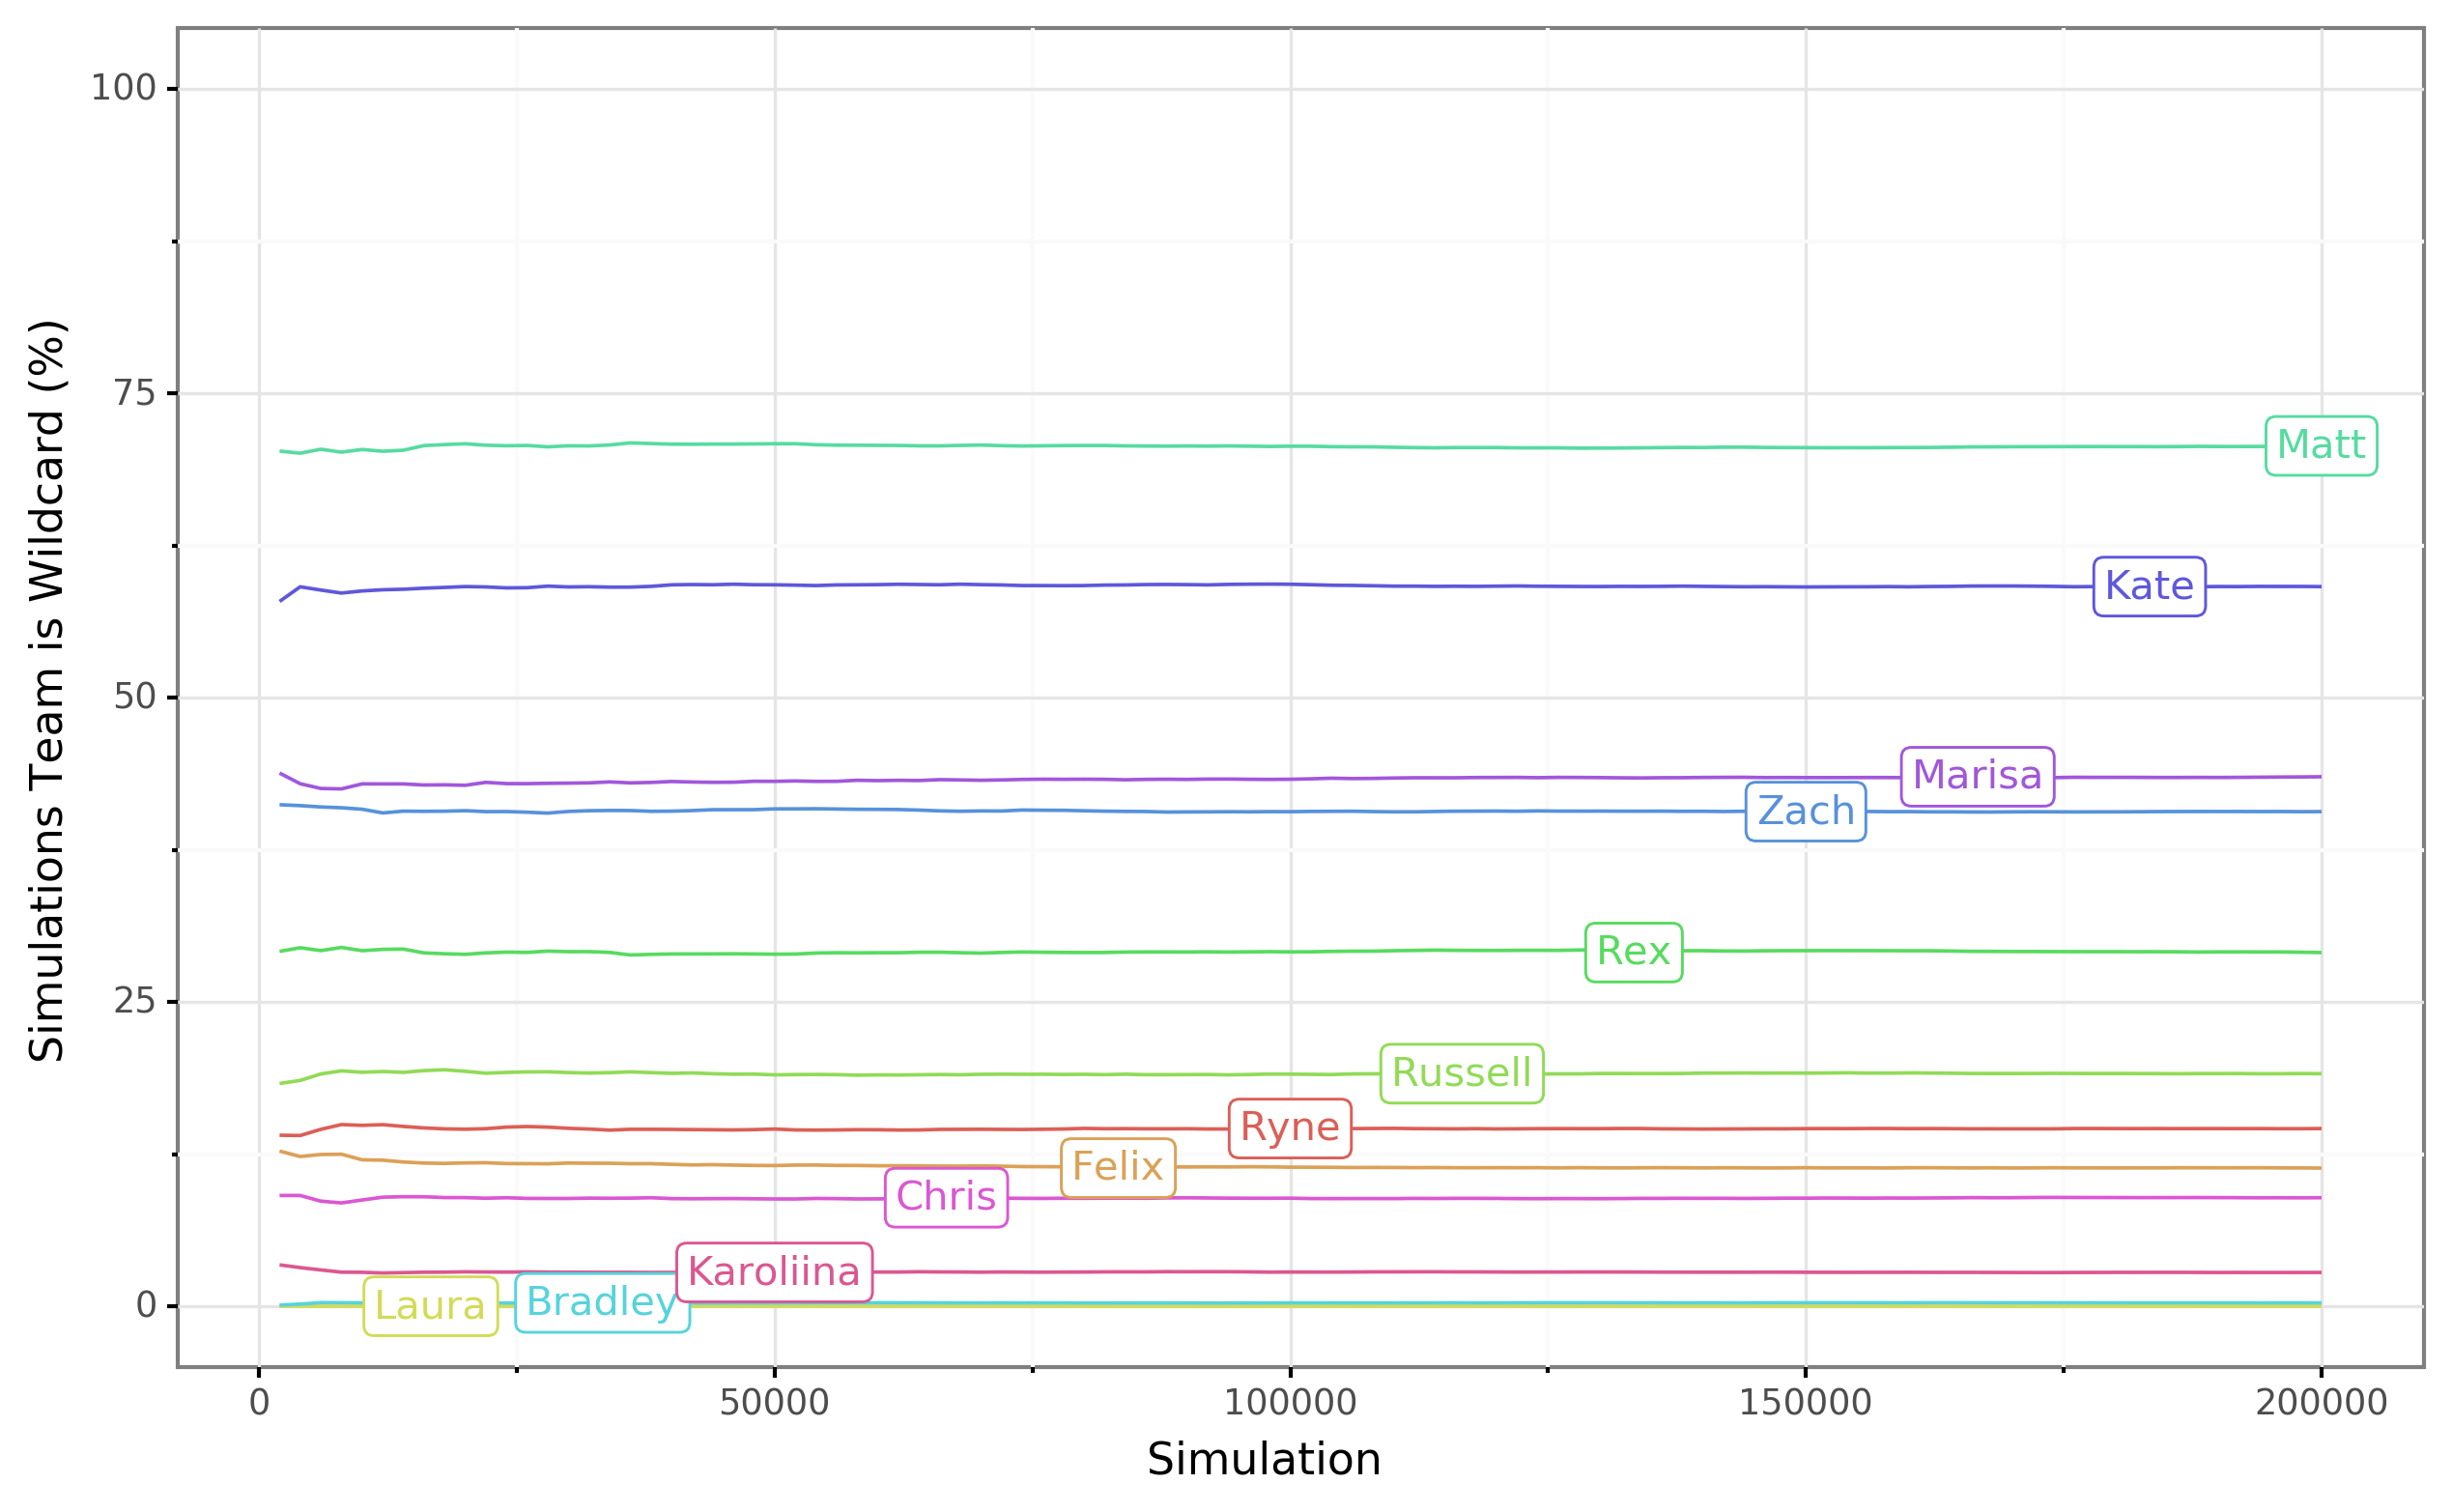 100
75
50
25
0
Simulations Team is Wildcard (%)
Matt
Kate
Marisa
Zach
Rex
Russell
Ryne
Felix
Chris
Karoliina
Bradley
Laura
0
50000
100000
150000
200000
Simulation